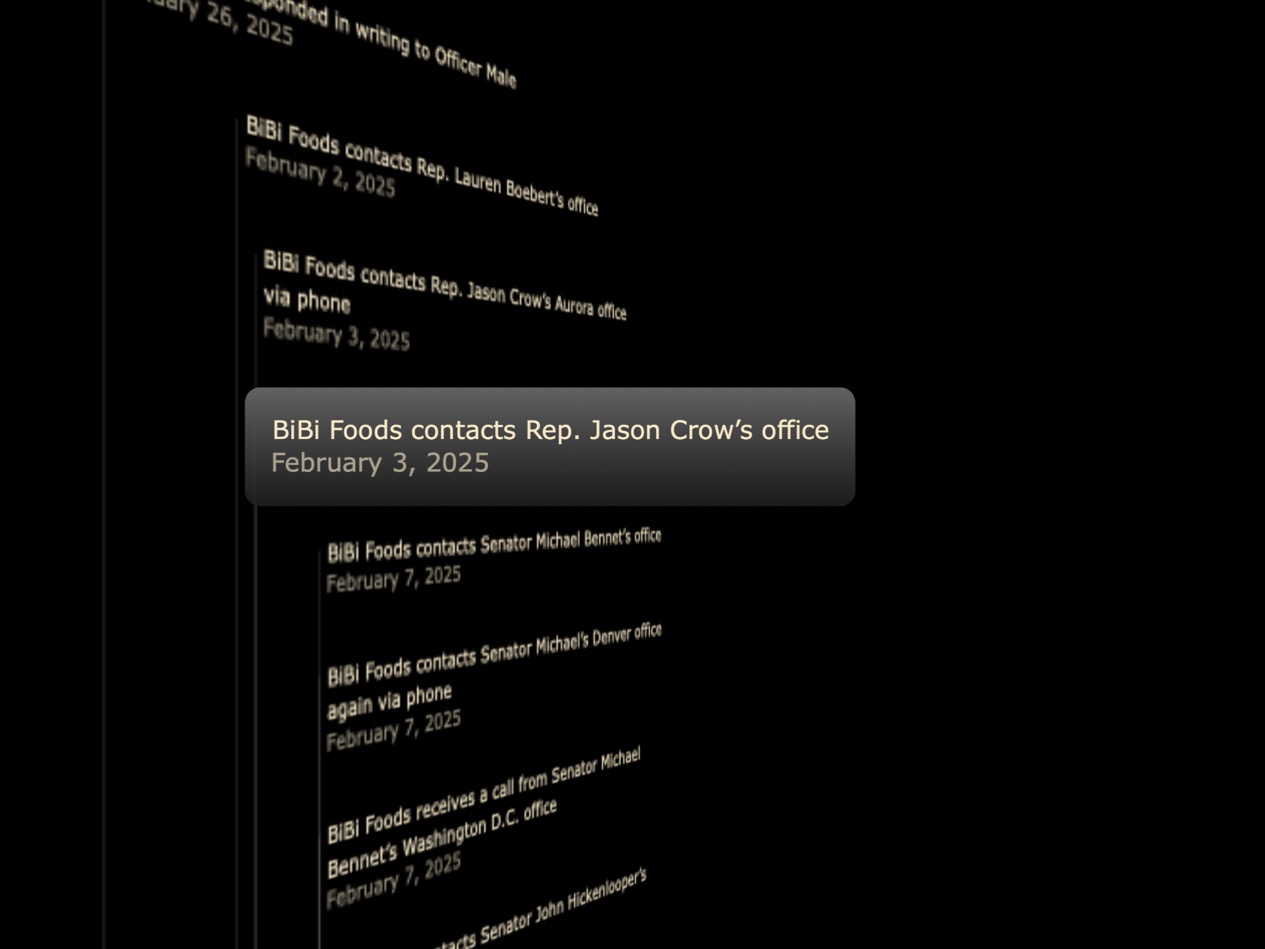 ponded in writing to Officer Male
ary 26, 2025
BiBi Foods contacts Rep. Lauren Boebert’s office
February 2, 2025
BiBi Foods contacts Rep. Jason Crow’s Aurora office
via phone
February 3, 2025
BiBi Foods contacts Rep. Jason Crow’s office
February 3, 2025
BiBi Foods contacts Senator Michael Bennet’s office
February 7, 2025
BiBi Foods contacts Senator Michael’s Denver office
again via phone
February 7, 2025
BiBi Foods receives a call from Senator Michael
Bennet’s Washington D.C. office
February 7, 2025
tacts Senator John Hickenlooper’s